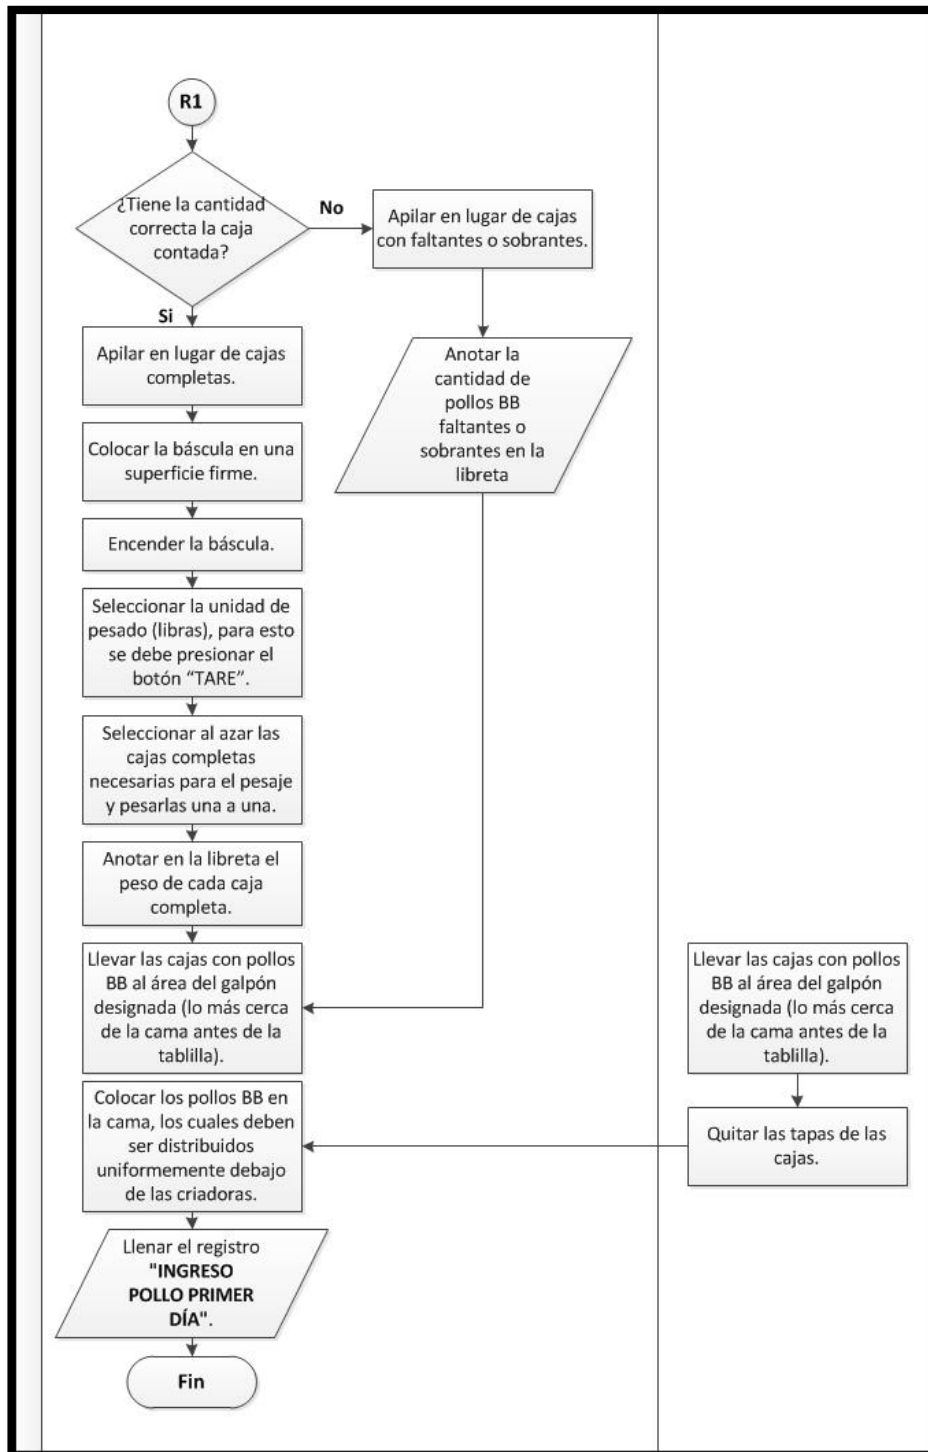 R1
¿Tiene la cantidad
correcta la caja
contada?
No
Apilar en lugar de cajas
con faltantes o sobrantes.
Si
Apilar en lugar de cajas
completas.
Anotar la
cantidad de
pollos BB
faltantes o
sobrantes en la
libreta
Colocar la báscula en una
superficie firme.
Encender la báscula.
Seleccionar la unidad de
pesado (libras), para esto
se debe presionar el
botón “TARE”.
Seleccionar al azar las
cajas completas
necesarias para el pesaje
y pesarlas una a una.
Anotar en la libreta el
peso de cada caja
completa.
Llevar las cajas con pollos
BB al área del galpón
designada (lo más cerca
de la cama antes de la
tablilla).
Llevar las cajas con pollos
BB al área del galpón
designada (lo más cerca
de la cama antes de la
tablilla).
Quitar las tapas de las
cajas.
Colocar los pollos BB en
la cama, los cuales deben
ser distribuidos
uniformemente debajo
de las criadoras.
Llenar el registro
"INGRESO
POLLO PRIMER
DÍA".
Fin